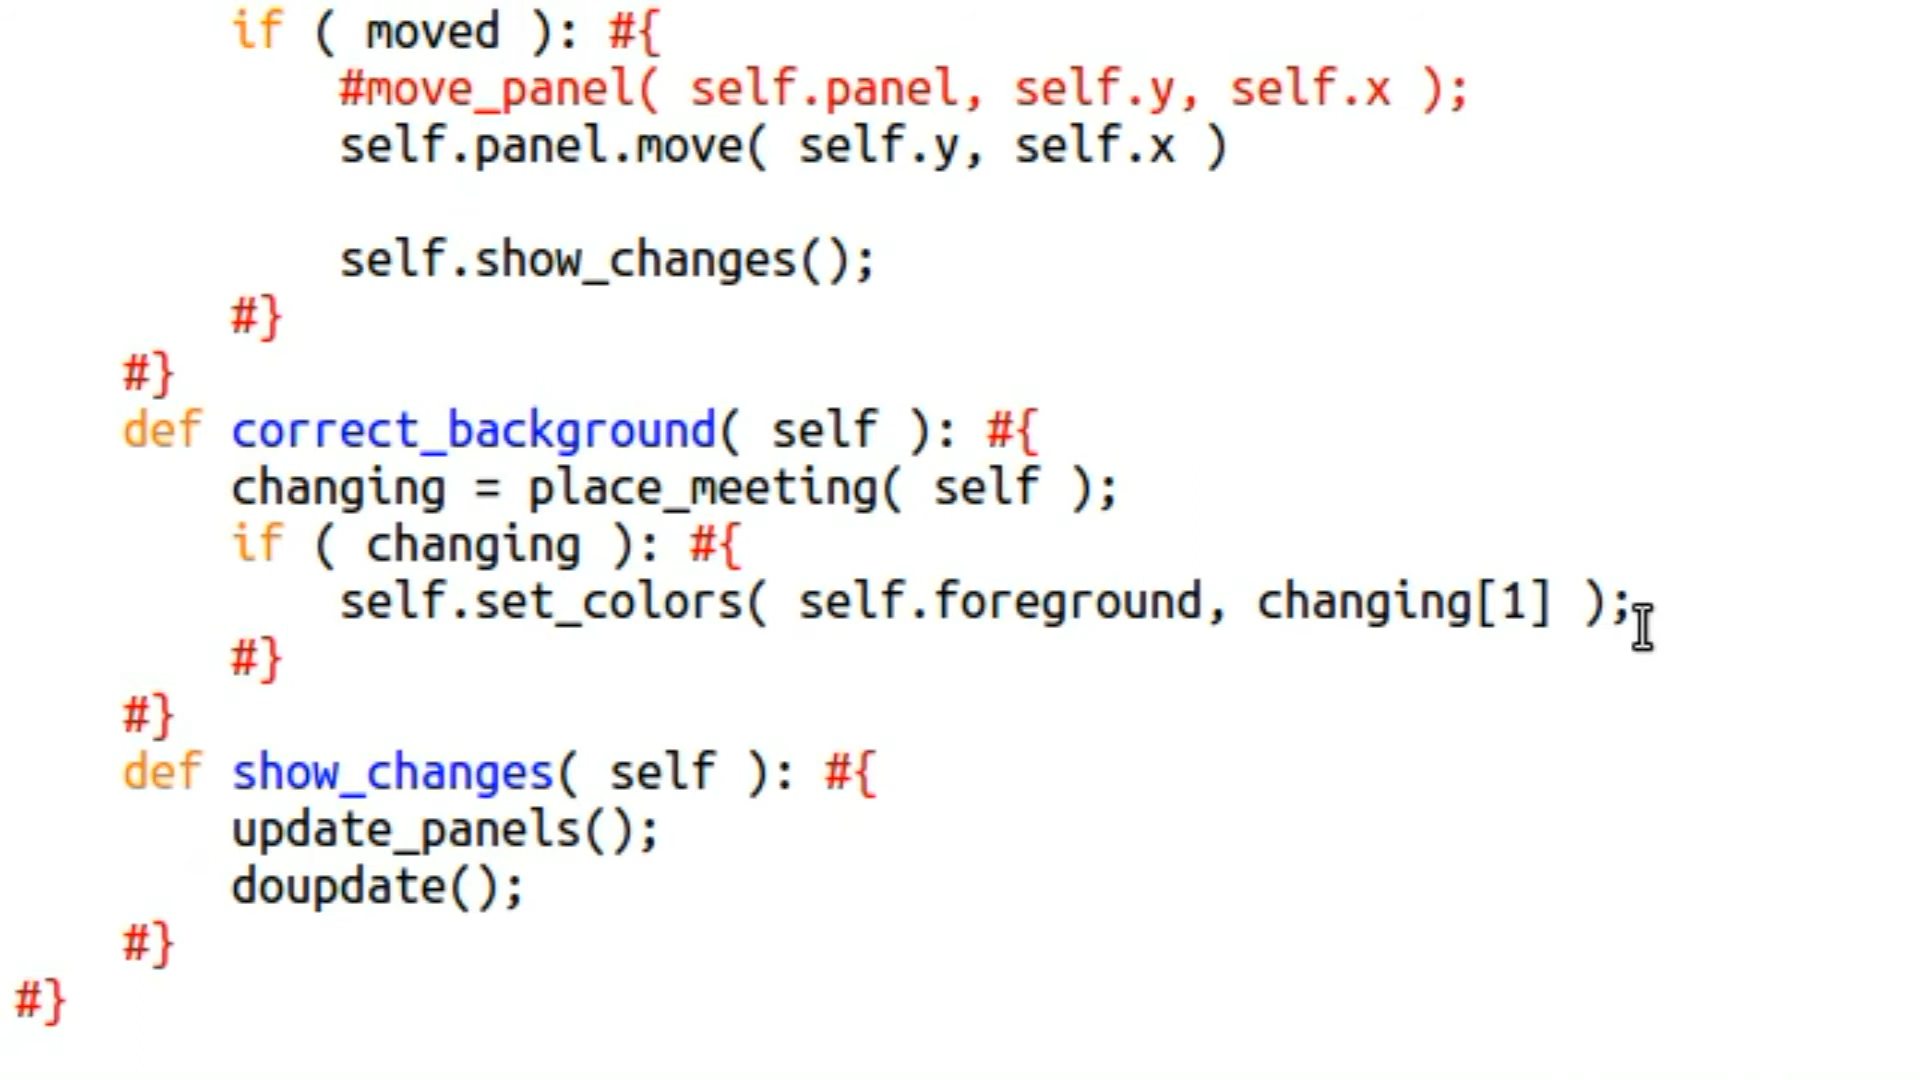 if ( moved ): #{
#move_panel( self.panel, self.y, self.x );
self.panel.move( self.y, self.x )
self.show_changes();
#}
#}
def correct_background( self ): #{
changing = place_meeting( self );
if ( changing ): #{
self.set_colors( self.foreground, changing[1] );
#}
#}
def show_changes( self ): #{
update_panels();
doupdate();
#}
#}